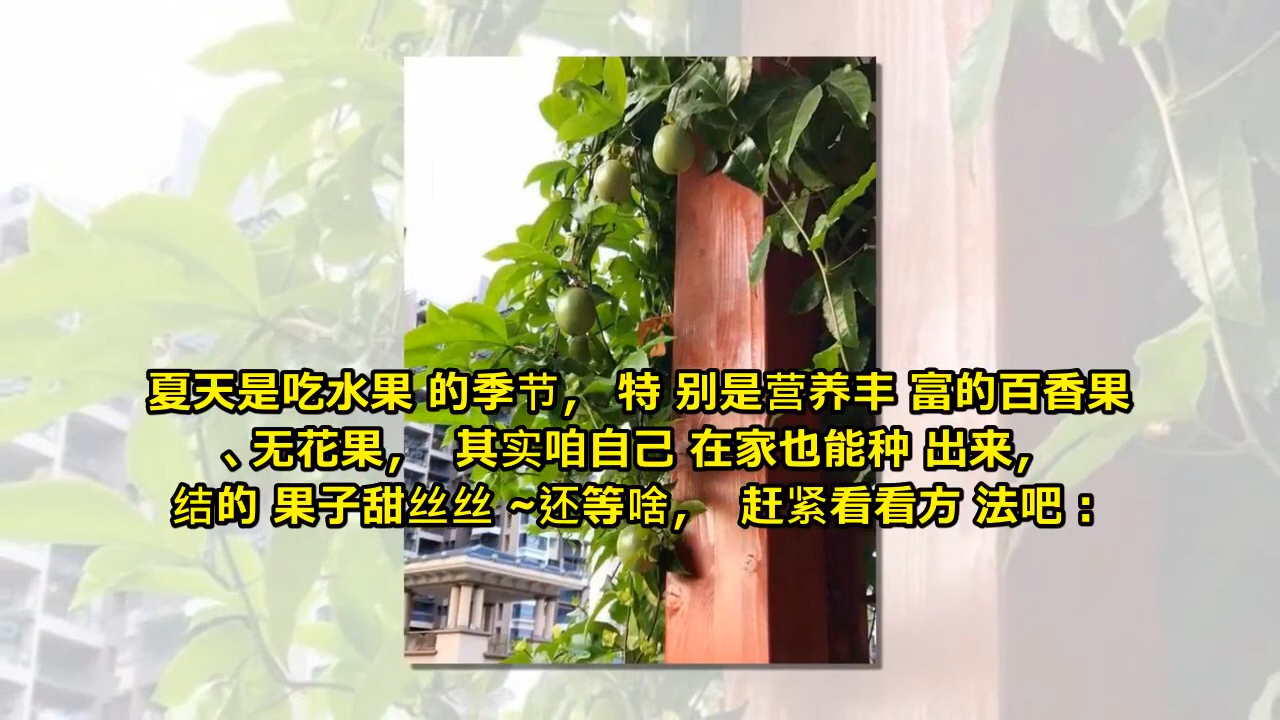 夏天是吃水果 的季节， 特 别是营养丰 富的百香果
、无花果， 其实咱自己 在家也能种 出来，
结的 果子甜丝丝 ~还等啥， 赶紧看看方 法吧：